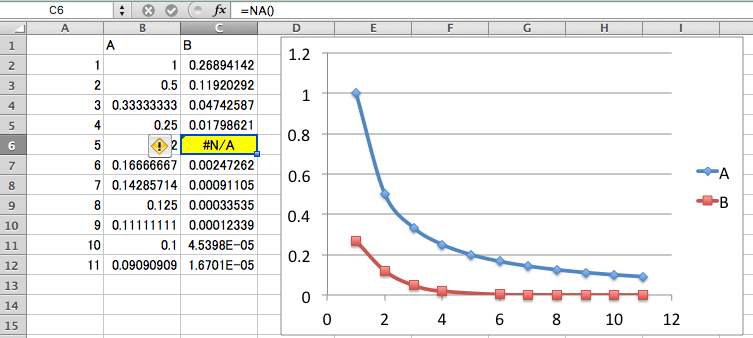 C6 fx =NA()
A B C D E F G H I
1 A B
2 1 1 0.26894142
3 2 0.5 0.11920292
4 3 0.33333333 0.04742587
5 4 0.25 0.01798621
6 5 2 #N/A
7 6 0.16666667 0.00247262
8 7 0.14285714 0.00091105
9 8 0.125 0.00033535
10 9 0.11111111 0.00012339
11 10 0.1 4.5398E-05
12 11 0.09090909 1.6701E-05
13
14
15
1.2
1
0.8
0.6
0.4
0.2
0
0 2 4 6 8 10 12
A
B